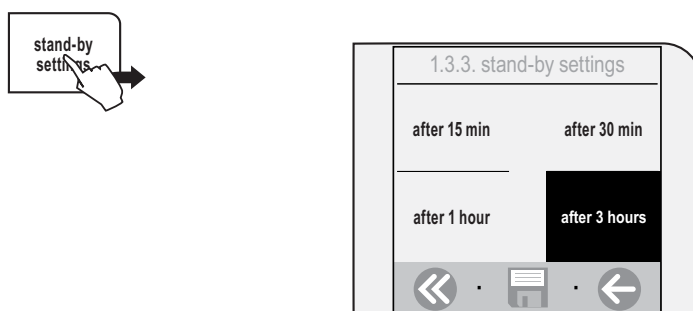 stand-by
settings
1.3.3. stand-by settings
after 15 min
after 30 min
after 1 hour
after 3 hours